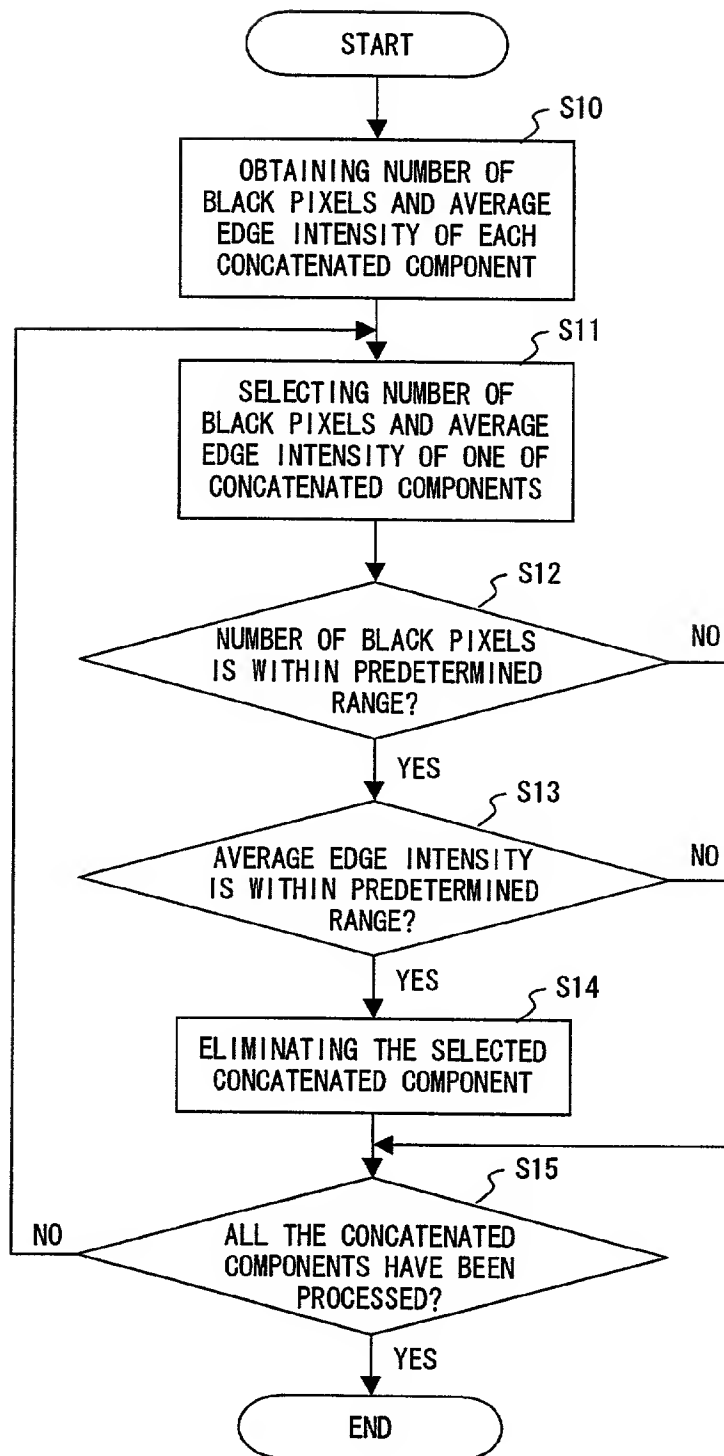 START
S10
OBTAINING NUMBER OF
BLACK PIXELS AND AVERAGE
EDGE INTENSITY OF EACH
CONCATENATED COMPONENT
S11
SELECTING NUMBER OF
BLACK PIXELS AND AVERAGE
EDGE INTENSITY OF ONE OF
CONCATENATED COMPONENTS
S12
NUMBER OF BLACK PIXELS
IS WITHIN PREDETERMINED
RANGE?
NO
YES
S13
AVERAGE EDGE INTENSITY
IS WITHIN PREDETERMINED
RANGE?
NO
YES
S14
ELIMINATING THE SELECTED
CONCATENATED COMPONENT
S15
NO
ALL THE CONCATENATED
COMPONENTS HAVE BEEN
PROCESSED?
YES
END